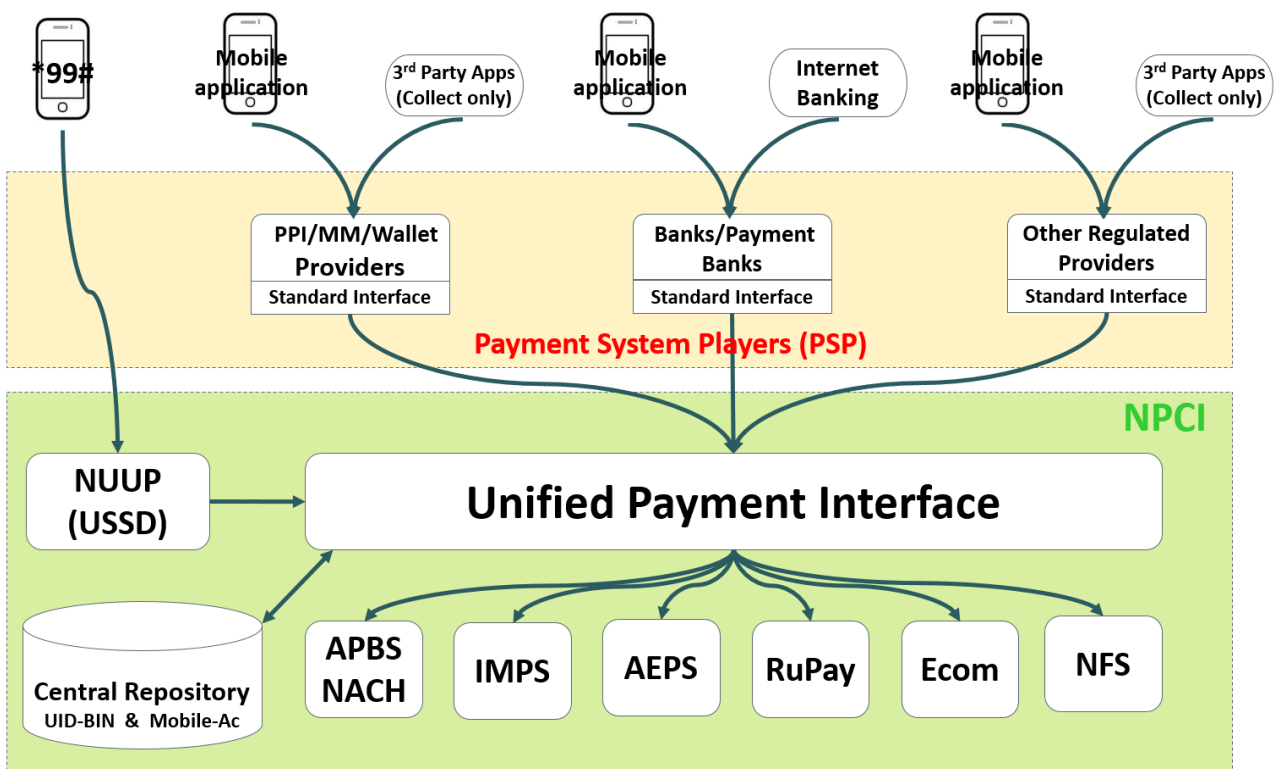 *99#
Mobile
application
3rd Party Apps
(Collect only)
Mobile
application
Internet
Banking
Mobile
application
3rd Party Apps
(Collect only)
PPI/MM/Wallet
Providers
Standard Interface
Banks/Payment
Banks
Standard Interface
Other Regulated
Providers
Standard Interface
Payment System Players (PSP)
NPCI
NUUP
(USSD)
Unified Payment Interface
Central Repository
UID-BIN & Mobile-Ac
APBS
NACH
IMPS
AEPS
RuPay
Ecom
NFS